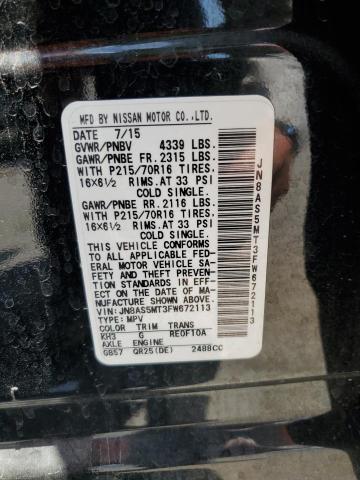 MFD BY NISSAN MOTOR CO.,LTD.
DATE 7/15
GVWR/PNBV 4339 LBS.
GAWR/PNBE FR. 2315 LBS.
WITH P215/70R16 TIRES,
16X6½ RIMS. AT 33 PSI
COLD SINGLE.
GAWR/PNBE RR. 2116 LBS.
WITH P215/70R16 TIRES,
16X6½ RIMS. AT 33 PSI
COLD SINGLE.
THIS VEHICLE CONFORMS
TO ALL APPLICABLE FED-
ERAL MOTOR VEHICLE SA-
FETY AND THEFT PREVEN-
TION STANDARDS IN EFF-
ECT ON THE DATE OF MA-
NUFACTURE SHOWN ABOVE.
VIN: JN8AS5MT3FW672113
TYPE: MPV
COLOR TRIM TRANS
KH3 G RE0F10A
AXLE ENGINE
GB57 QR25(DE) 2488CC
JN8AS5MT3FW672113